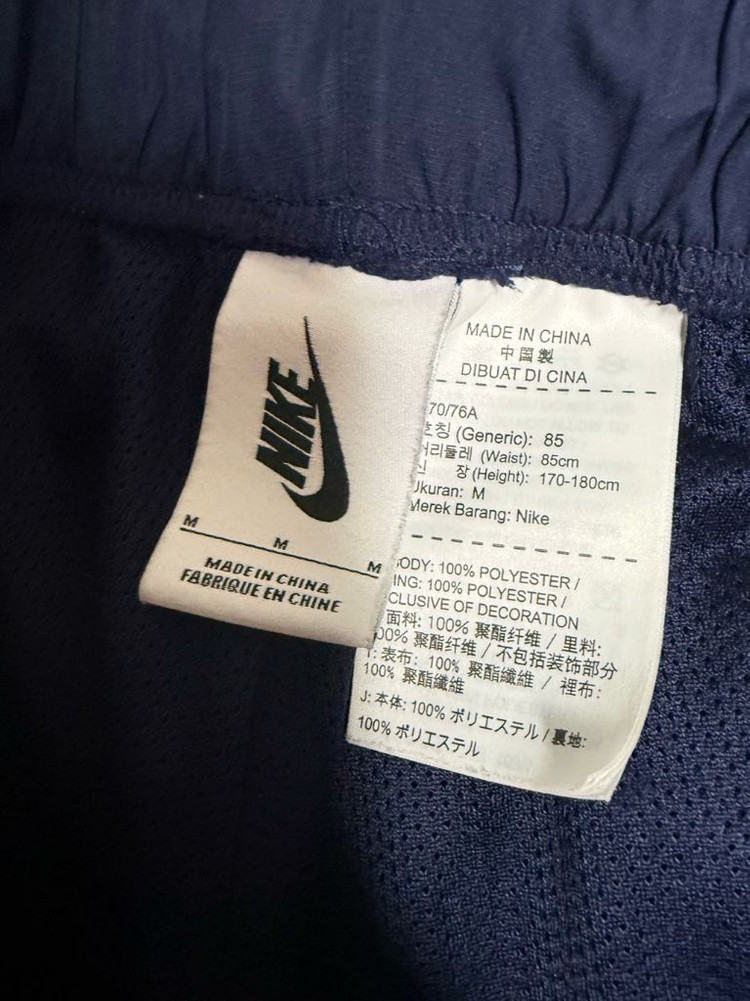 NIKE
M M M
MADE IN CHINA
FABRIQUE EN CHINE
MADE IN CHINA
中國製
DIBUAT DI CINA
70/76A
호칭 (Generic): 85
허리둘레 (Waist): 85cm
신 장 (Height): 170-180cm
Ukuran: M
Merek Barang: Nike
BODY: 100% POLYESTER /
ING: 100% POLYESTER /
CLUSIVE OF DECORATION
面料: 100% 聚酯纤维 / 里料:
100% 聚酯纤维 / 不包括装饰部分
T: 表布: 100% 聚酯纖維 / 裡布:
100% 聚酯纖維
J: 本体: 100% ポリエステル / 裏地:
100% ポリエステル